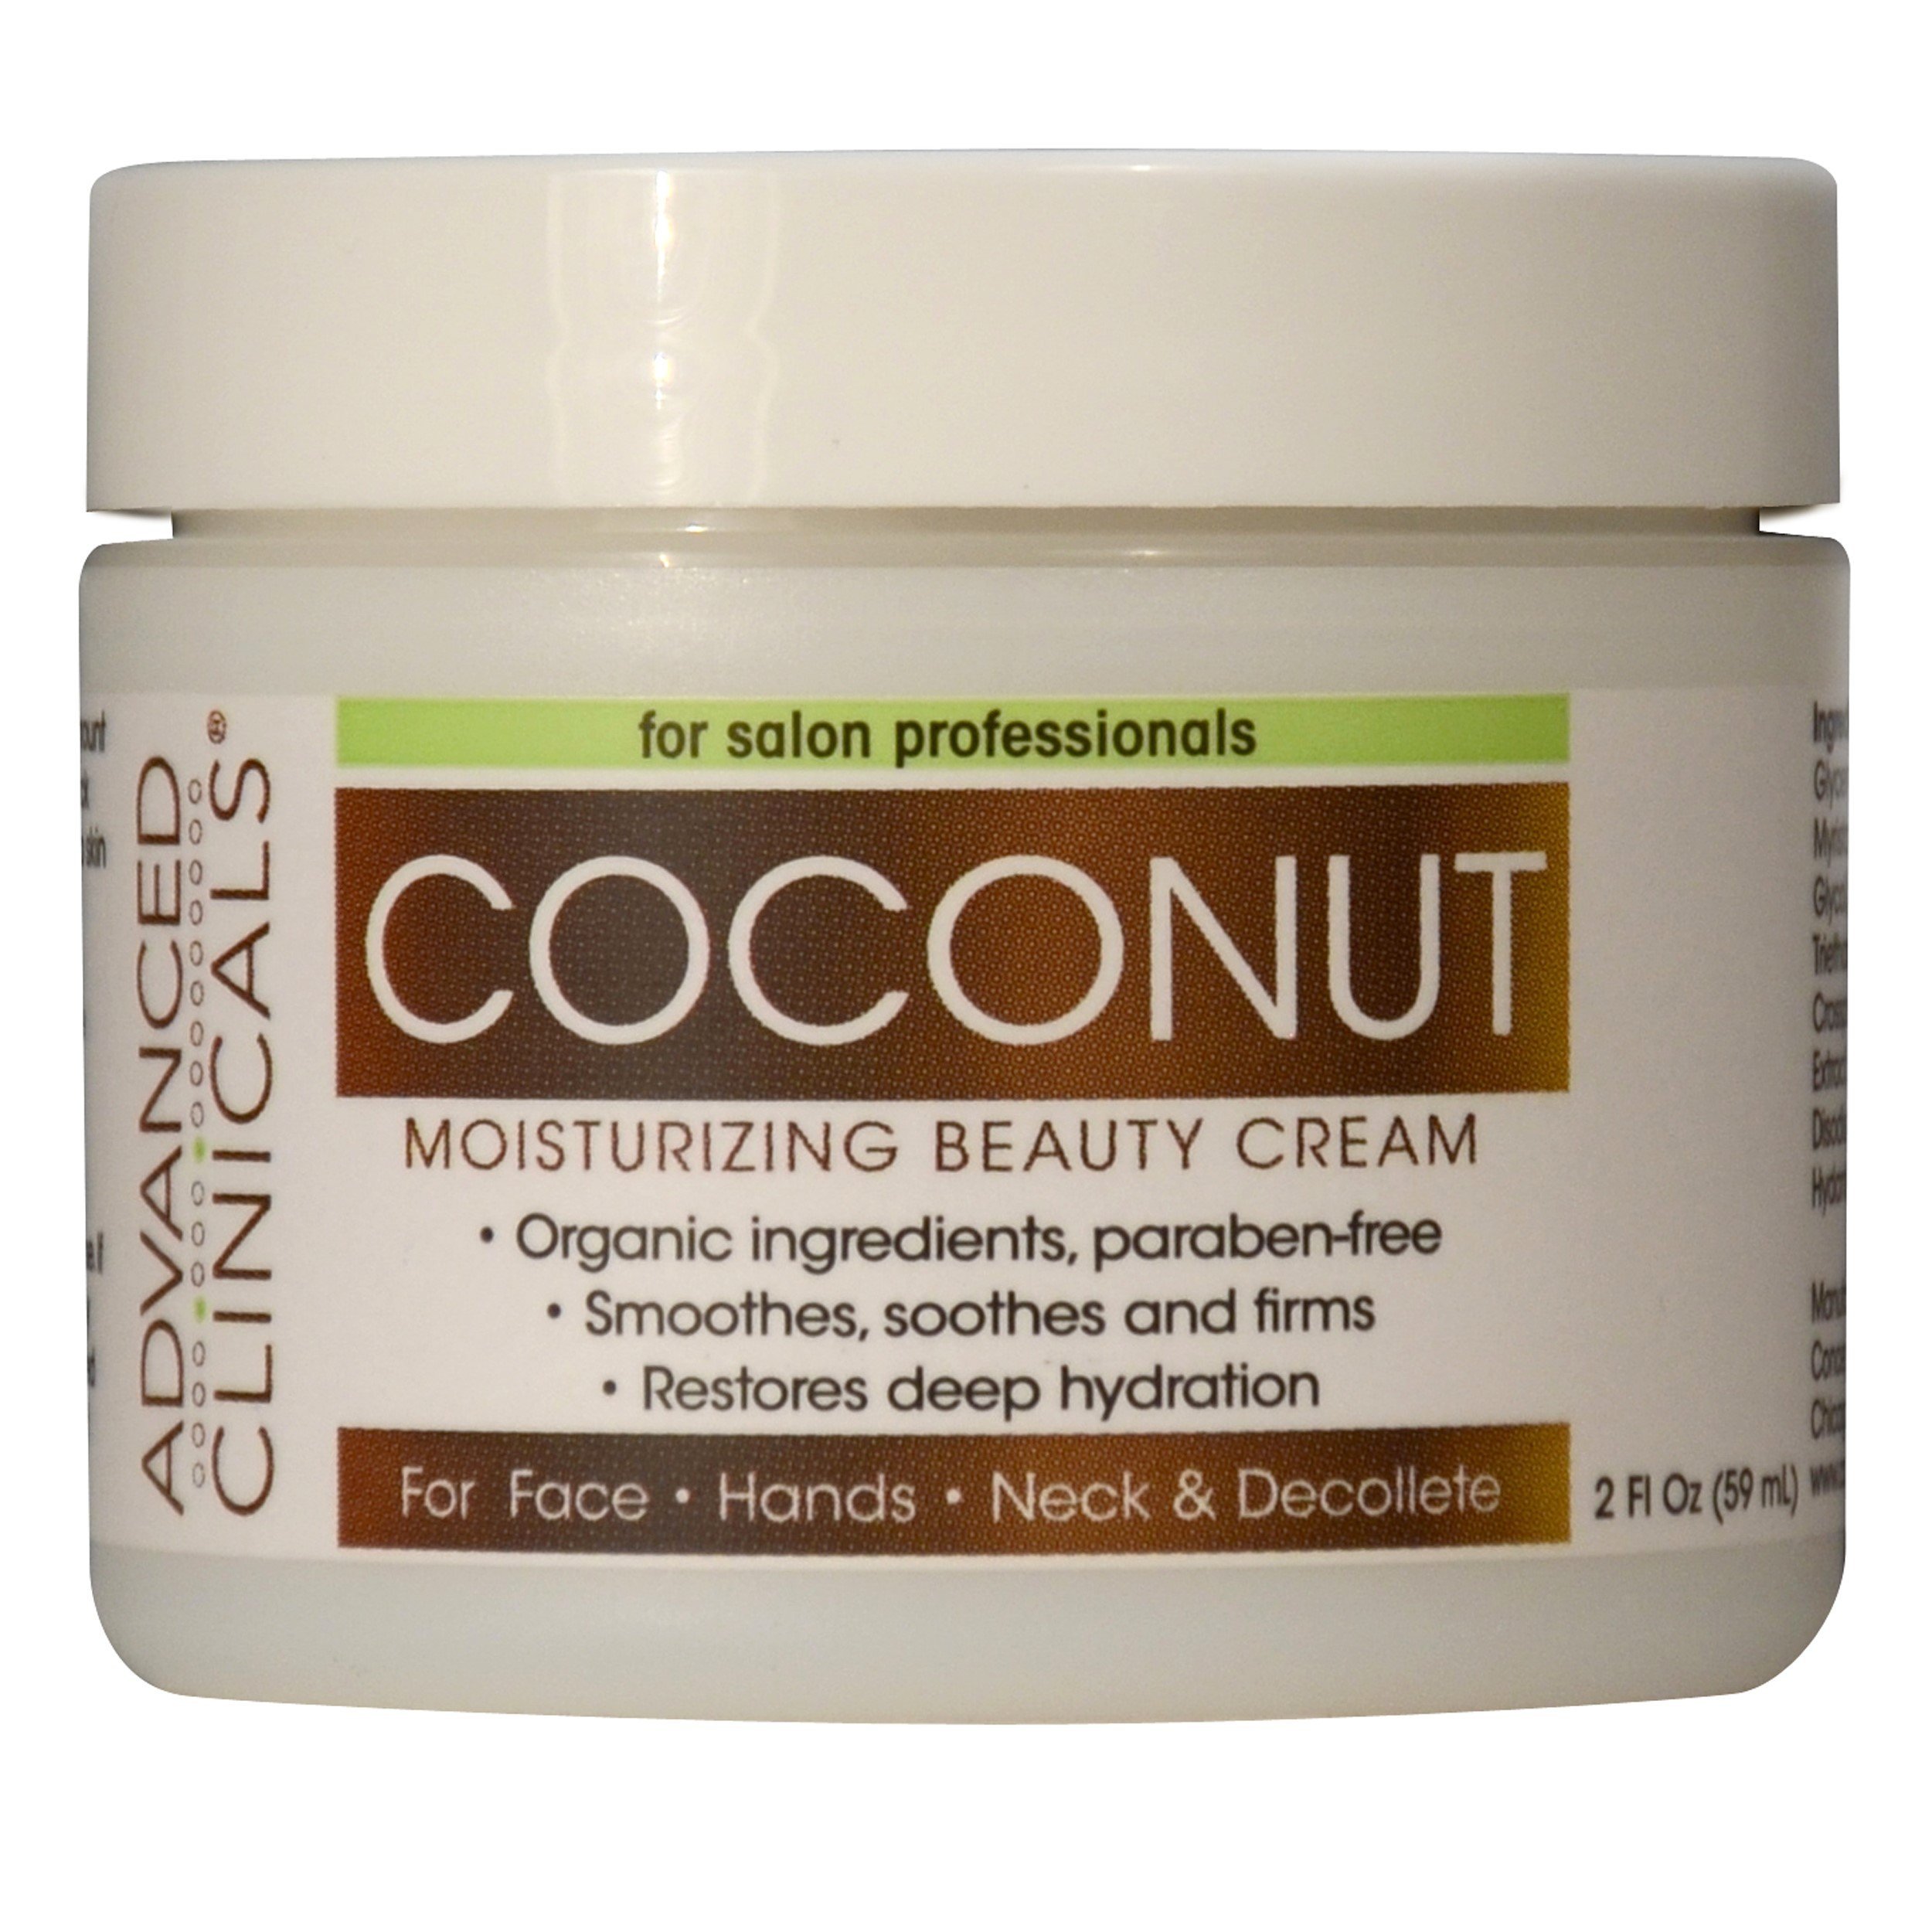 ADVANCED
CLINICALS®
for salon professionals
COCONUT
MOISTURIZING BEAUTY CREAM
• Organic ingredients, paraben-free
• Smoothes, soothes and firms
• Restores deep hydration
For Face • Hands • Neck & Decollete
2 Fl Oz (59 mL)
skin